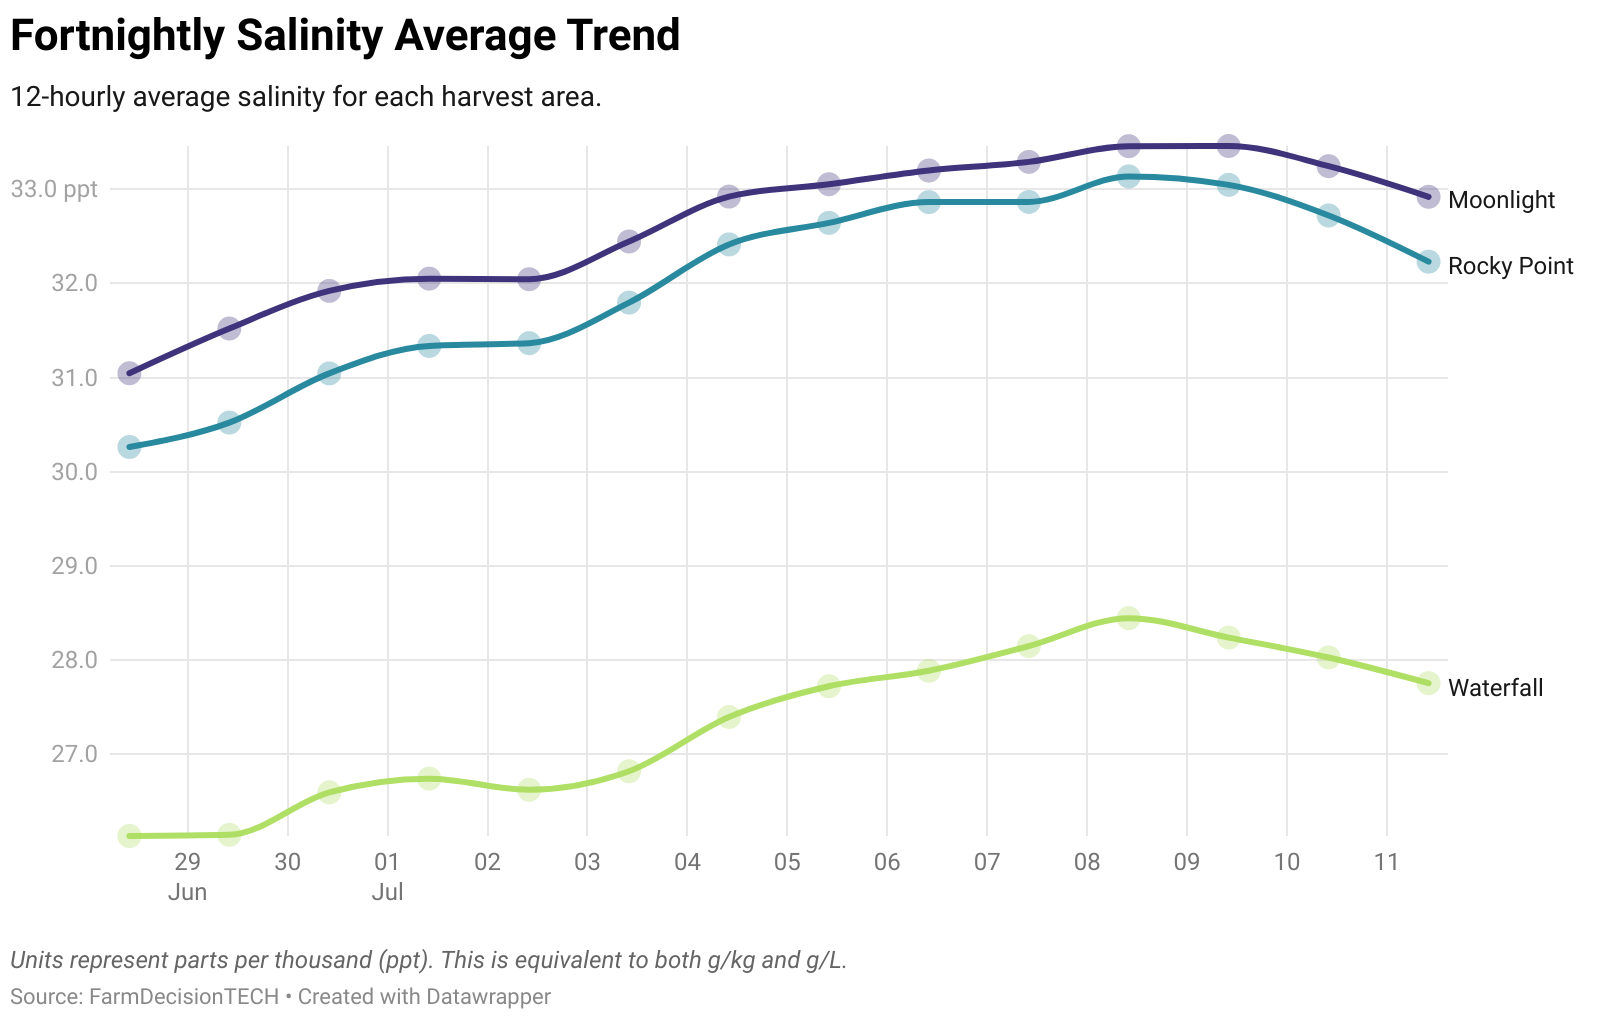 Fortnightly Salinity Average Trend
12-hourly average salinity for each harvest area.
33.0 ppt
32.0
31.0
30.0
29.0
28.0
27.0
Moonlight
Rocky Point
Waterfall
29 30 01 02 03 04 05 06 07 08 09 10 11
Jun Jul
Units represent parts per thousand (ppt). This is equivalent to both g/kg and g/L.
Source: FarmDecisionTECH • Created with Datawrapper